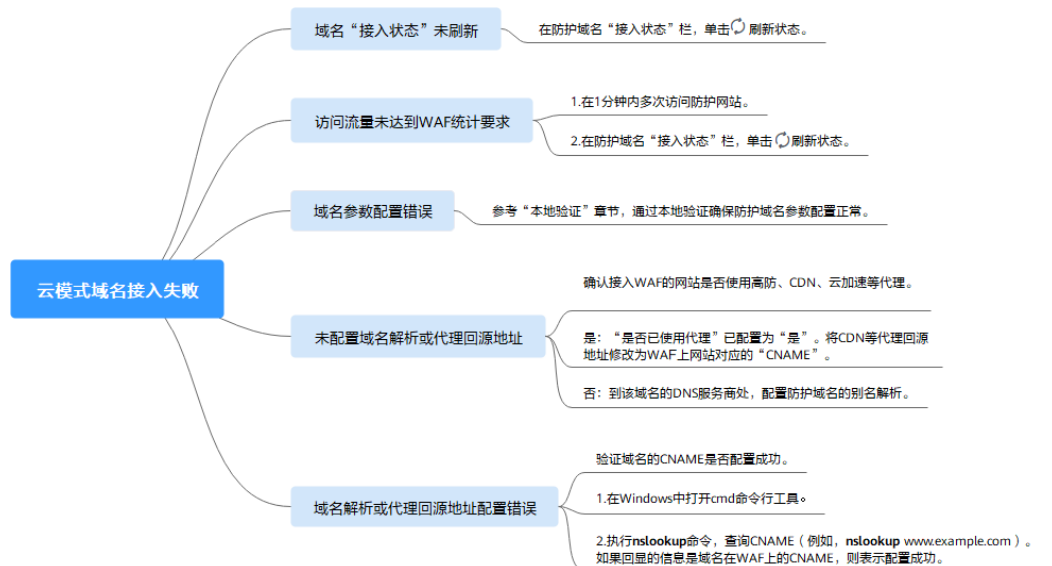 云模式域名接入失败
域名“接入状态”未刷新
在防护域名“接入状态”栏，单击 刷新状态。
访问流量未达到WAF统计要求
1.在1分钟内多次访问防护网站。
2.在防护域名“接入状态”栏，单击 刷新状态。
域名参数配置错误
参考“本地验证”章节，通过本地验证确保防护域名参数配置正常。
未配置域名解析或代理回源地址
确认接入WAF的网站是否使用高防、CDN、云加速等代理。
是：“是否已使用代理”已配置为“是”。将CDN等代理回源
地址修改为WAF上网站对应的“CNAME”。
否：到该域名的DNS服务商处，配置防护域名的别名解析。
域名解析或代理回源地址配置错误
验证域名的CNAME是否配置成功。
1.在Windows中打开cmd命令行工具。
2.执行nslookup命令，查询CNAME（例如，nslookup www.example.com）。
如果回显的信息是域名在WAF上的CNAME，则表示配置成功。